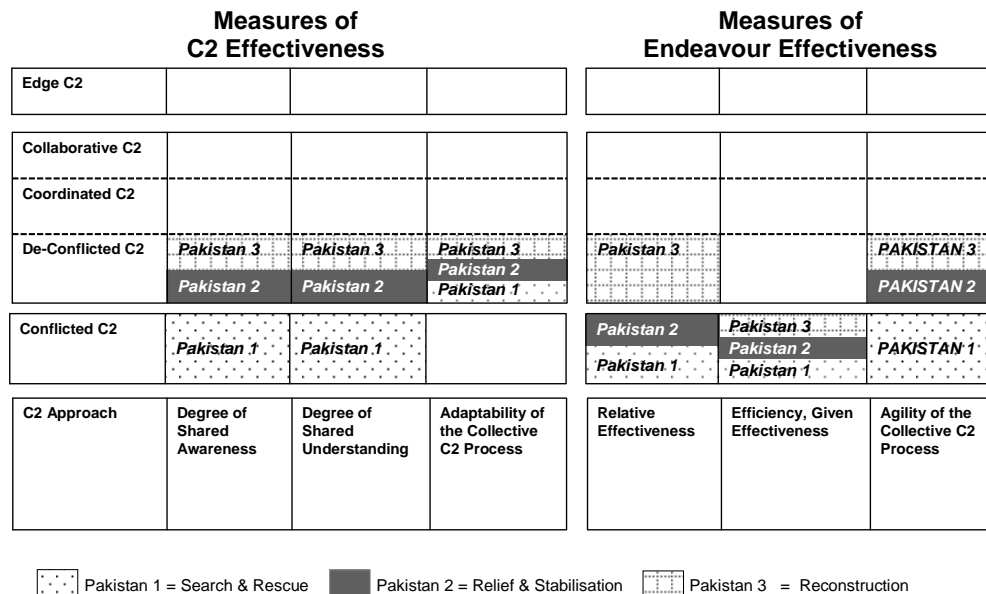 Measures of
C2 Effectiveness
Measures of
Endeavour Effectiveness
Edge C2
Collaborative C2
Coordinated C2
De-Conflicted C2
Pakistan 3
Pakistan 3
Pakistan 3
Pakistan 3
PAKISTAN 3
Pakistan 2
Pakistan 2
Pakistan 2
Pakistan 1
PAKISTAN 2
Conflicted C2
Pakistan 1
Pakistan 1
Pakistan 2
Pakistan 1
Pakistan 3
Pakistan 2
Pakistan 1
PAKISTAN 1
C2 Approach
Degree of
Shared
Awareness
Degree of
Shared
Understanding
Adaptability of
the Collective
C2 Process
Relative
Effectiveness
Efficiency, Given
Effectiveness
Agility of the
Collective C2
Process
Pakistan 1 = Search & Rescue
Pakistan 2 = Relief & Stabilisation
Pakistan 3 = Reconstruction